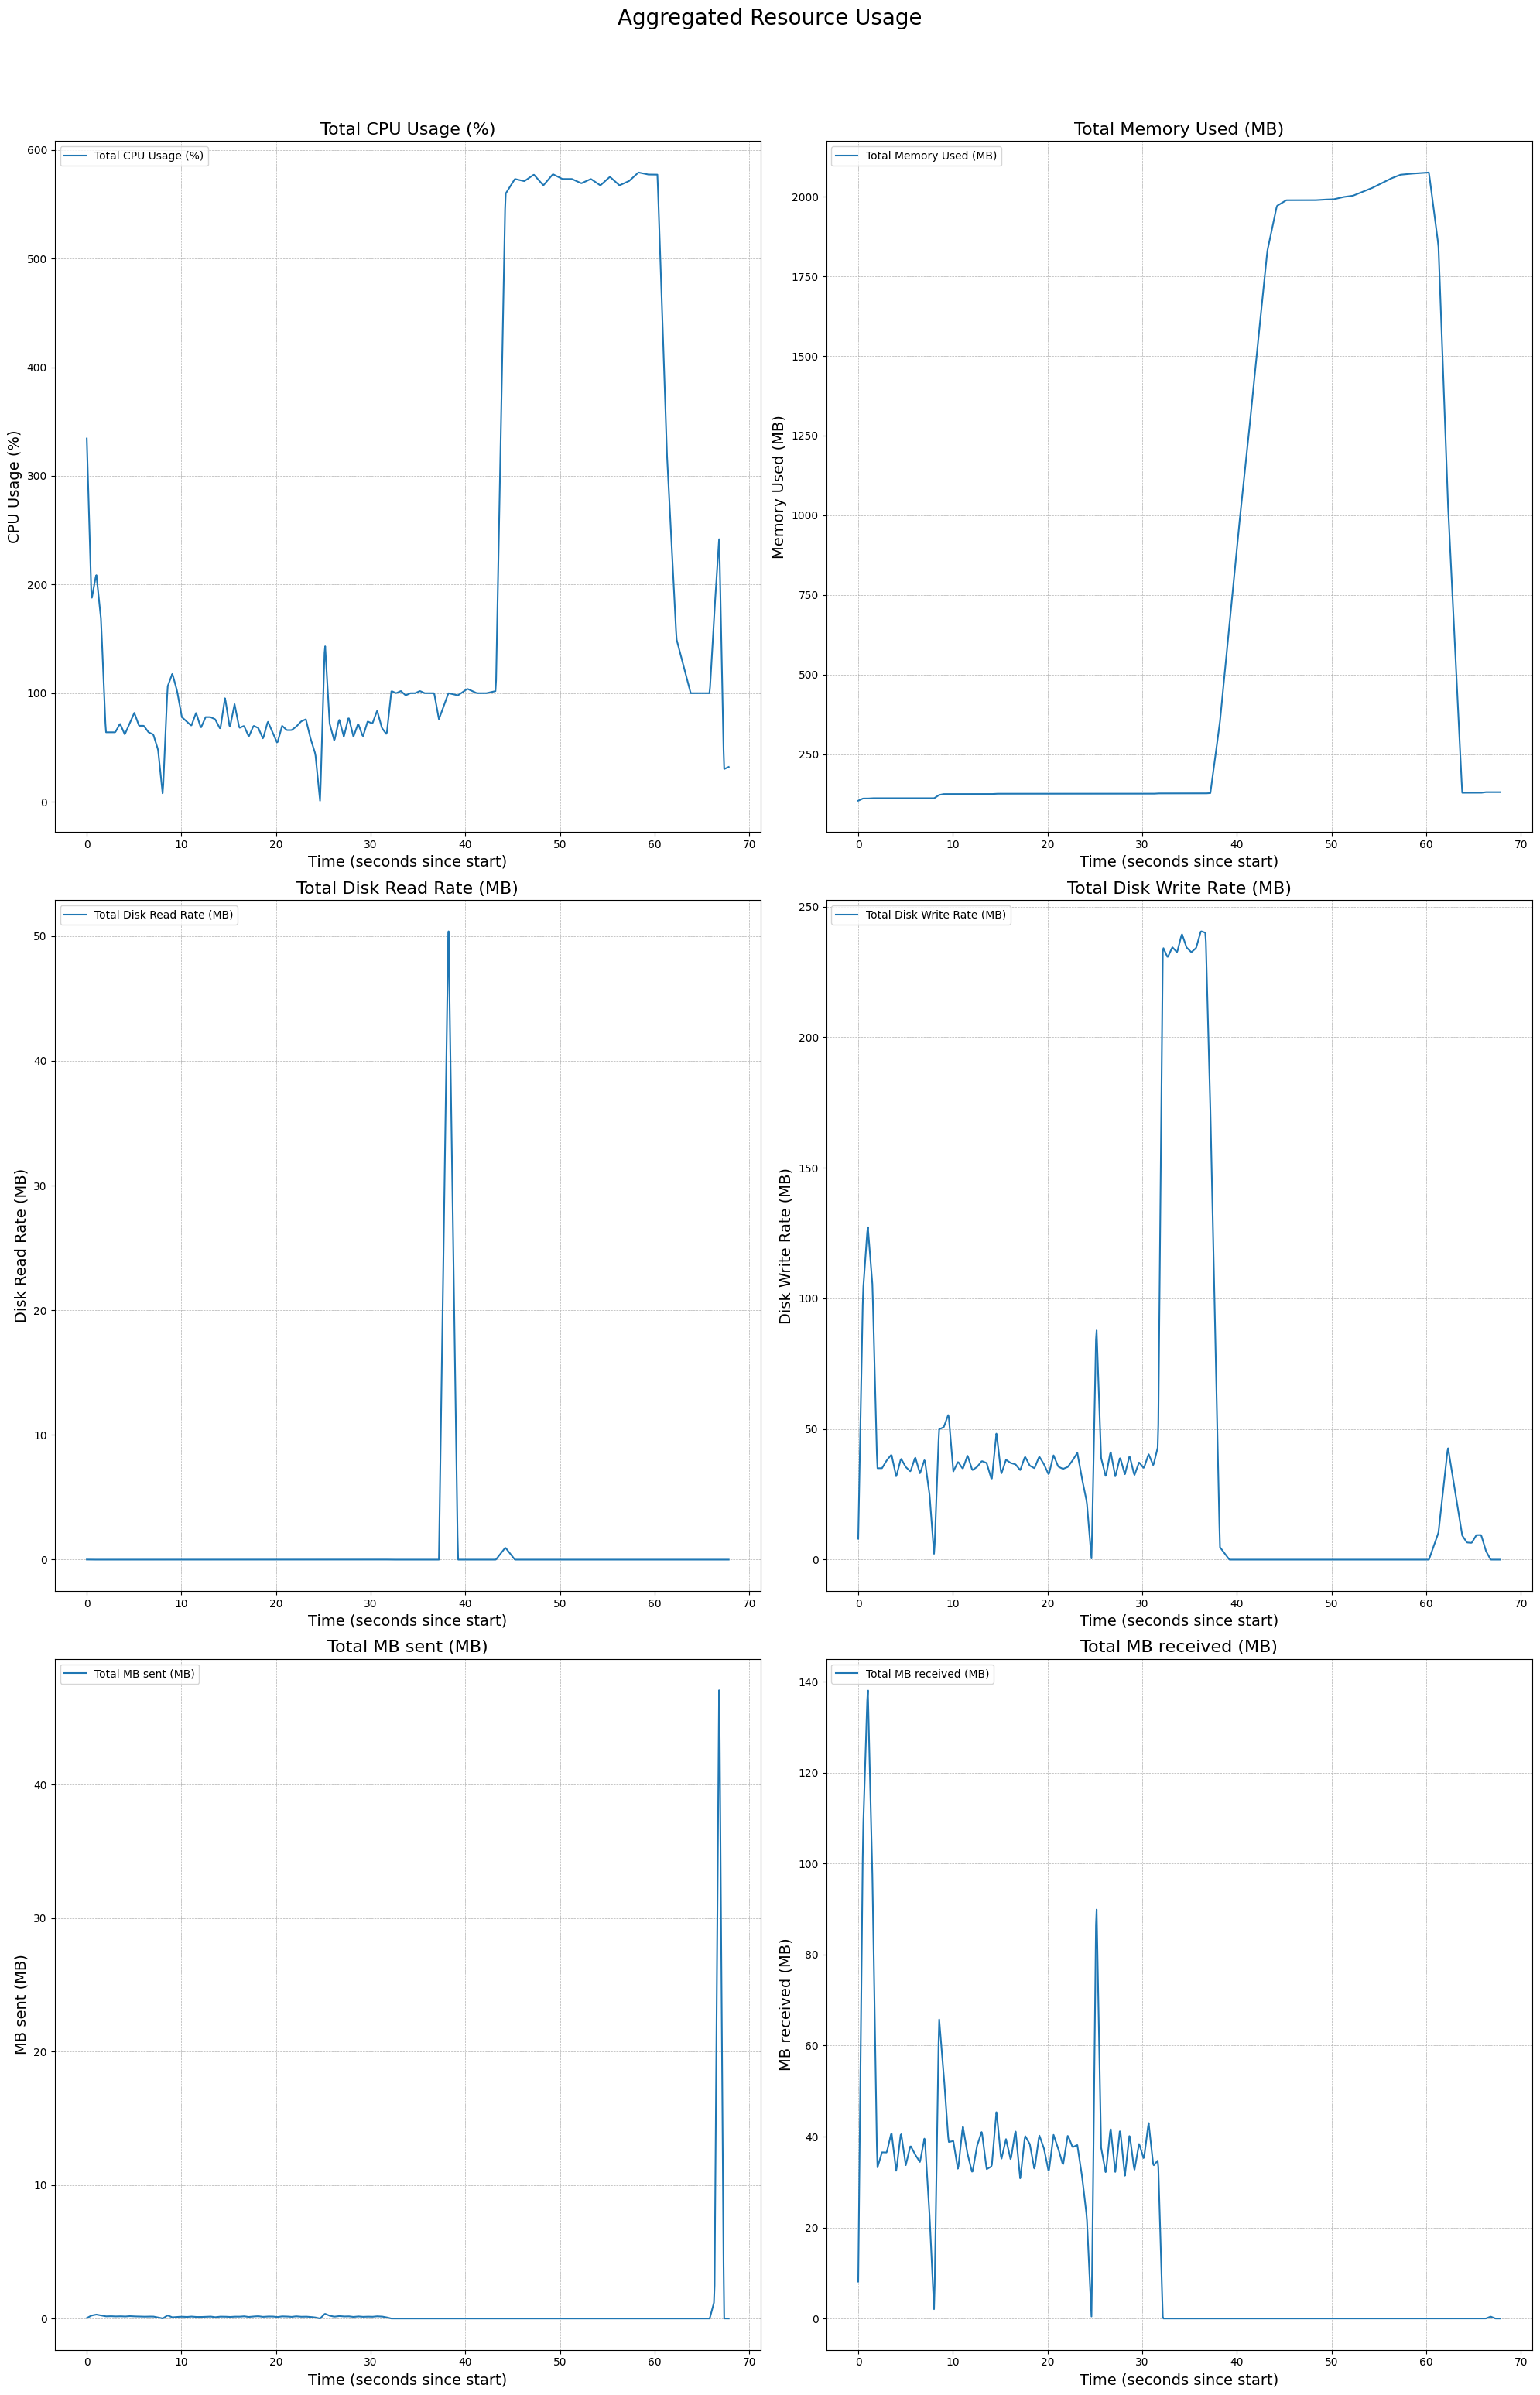 Aggregated Resource Usage
Total CPU Usage (%)
Total CPU Usage (%)
600
500
400
300
200
100
0
CPU Usage (%)
0 10 20 30 40 50 60 70
Time (seconds since start)
Total Memory Used (MB)
Total Memory Used (MB)
2000
1750
1500
1250
1000
750
500
250
Memory Used (MB)
0 10 20 30 40 50 60 70
Time (seconds since start)
Total Disk Read Rate (MB)
Total Disk Read Rate (MB)
50
40
30
20
10
0
Disk Read Rate (MB)
0 10 20 30 40 50 60 70
Time (seconds since start)
Total Disk Write Rate (MB)
Total Disk Write Rate (MB)
250
200
150
100
50
0
Disk Write Rate (MB)
0 10 20 30 40 50 60 70
Time (seconds since start)
Total MB sent (MB)
Total MB sent (MB)
40
30
20
10
0
MB sent (MB)
0 10 20 30 40 50 60 70
Time (seconds since start)
Total MB received (MB)
Total MB received (MB)
140
120
100
80
60
40
20
0
MB received (MB)
0 10 20 30 40 50 60 70
Time (seconds since start)